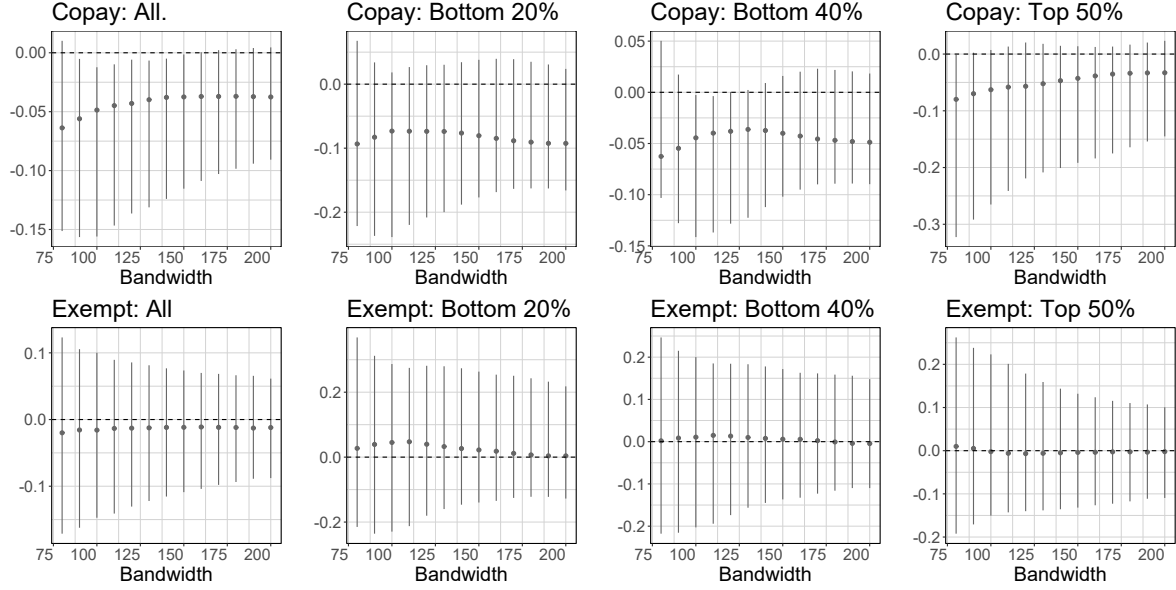 Copay: All.
0.00
-0.05
-0.10
-0.15
75 100 125 150 175 200
Bandwidth
Copay: Bottom 20%
0.0
-0.1
-0.2
75 100 125 150 175 200
Bandwidth
Copay: Bottom 40%
0.05
0.00
-0.05
-0.10
-0.15
75 100 125 150 175 200
Bandwidth
Copay: Top 50%
0.0
-0.1
-0.2
-0.3
75 100 125 150 175 200
Bandwidth
Exempt: All
0.1
0.0
-0.1
75 100 125 150 175 200
Bandwidth
Exempt: Bottom 20%
0.2
0.0
-0.2
75 100 125 150 175 200
Bandwidth
Exempt: Bottom 40%
0.2
0.1
0.0
-0.1
-0.2
75 100 125 150 175 200
Bandwidth
Exempt: Top 50%
0.2
0.1
0.0
-0.1
-0.2
75 100 125 150 175 200
Bandwidth